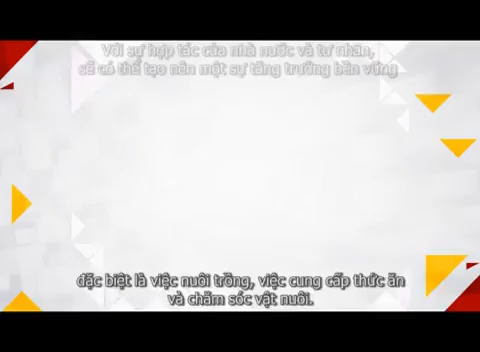 Với sự hợp tác của nhà nước và tư nhân,
sẽ có thể tạo nên một sự tăng trưởng bền vững
đặc biệt là việc nuôi trồng, việc cung cấp thức ăn
và chăm sóc vật nuôi.